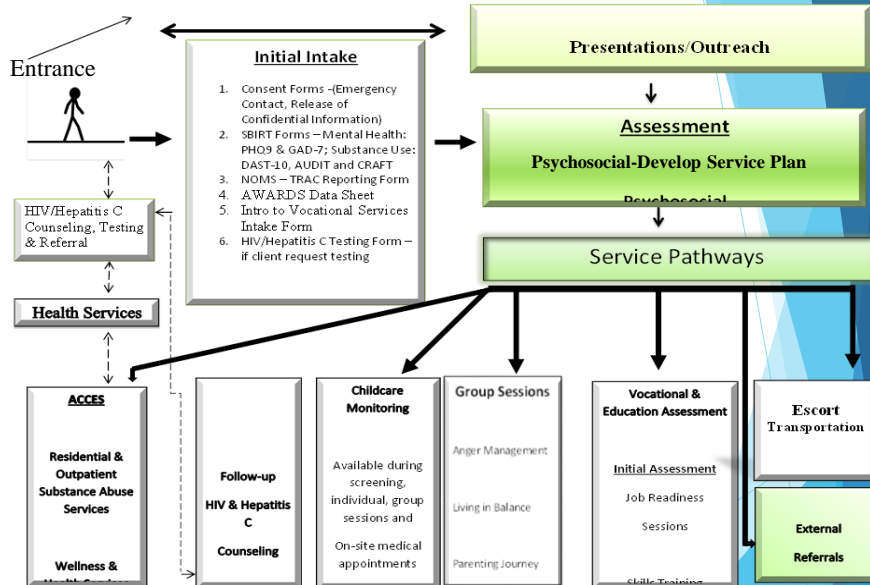 Entrance
Initial Intake
1. Consent Forms -(Emergency
Contact, Release of
Confidential Information)
2. SBIRT Forms – Mental Health:
PHQ9 & GAD-7; Substance Use:
DAST-10, AUDIT and CRAFT
3. NOMS – TRAC Reporting Form
4. AWARDS Data Sheet
5. Intro to Vocational Services
Intake Form
6. HIV/Hepatitis C Testing Form –
if client request testing
Presentations/Outreach
Assessment
Psychosocial-Develop Service Plan
Psychosocial
HIV/Hepatitis C
Counseling, Testing
& Referral
Health Services
Service Pathways
ACCES
Residential &
Outpatient
Substance Abuse
Services
Wellness &
Health Services
Follow-up
HIV & Hepatitis
C
Counseling
Childcare
Monitoring
Available during
screening,
individual, group
sessions and
On-site medical
appointments
Group Sessions
Anger Management
Living in Balance
Parenting Journey
Vocational &
Education Assessment
Initial Assessment
Job Readiness
Sessions
Skills Training
Escort
Transportation
External
Referrals